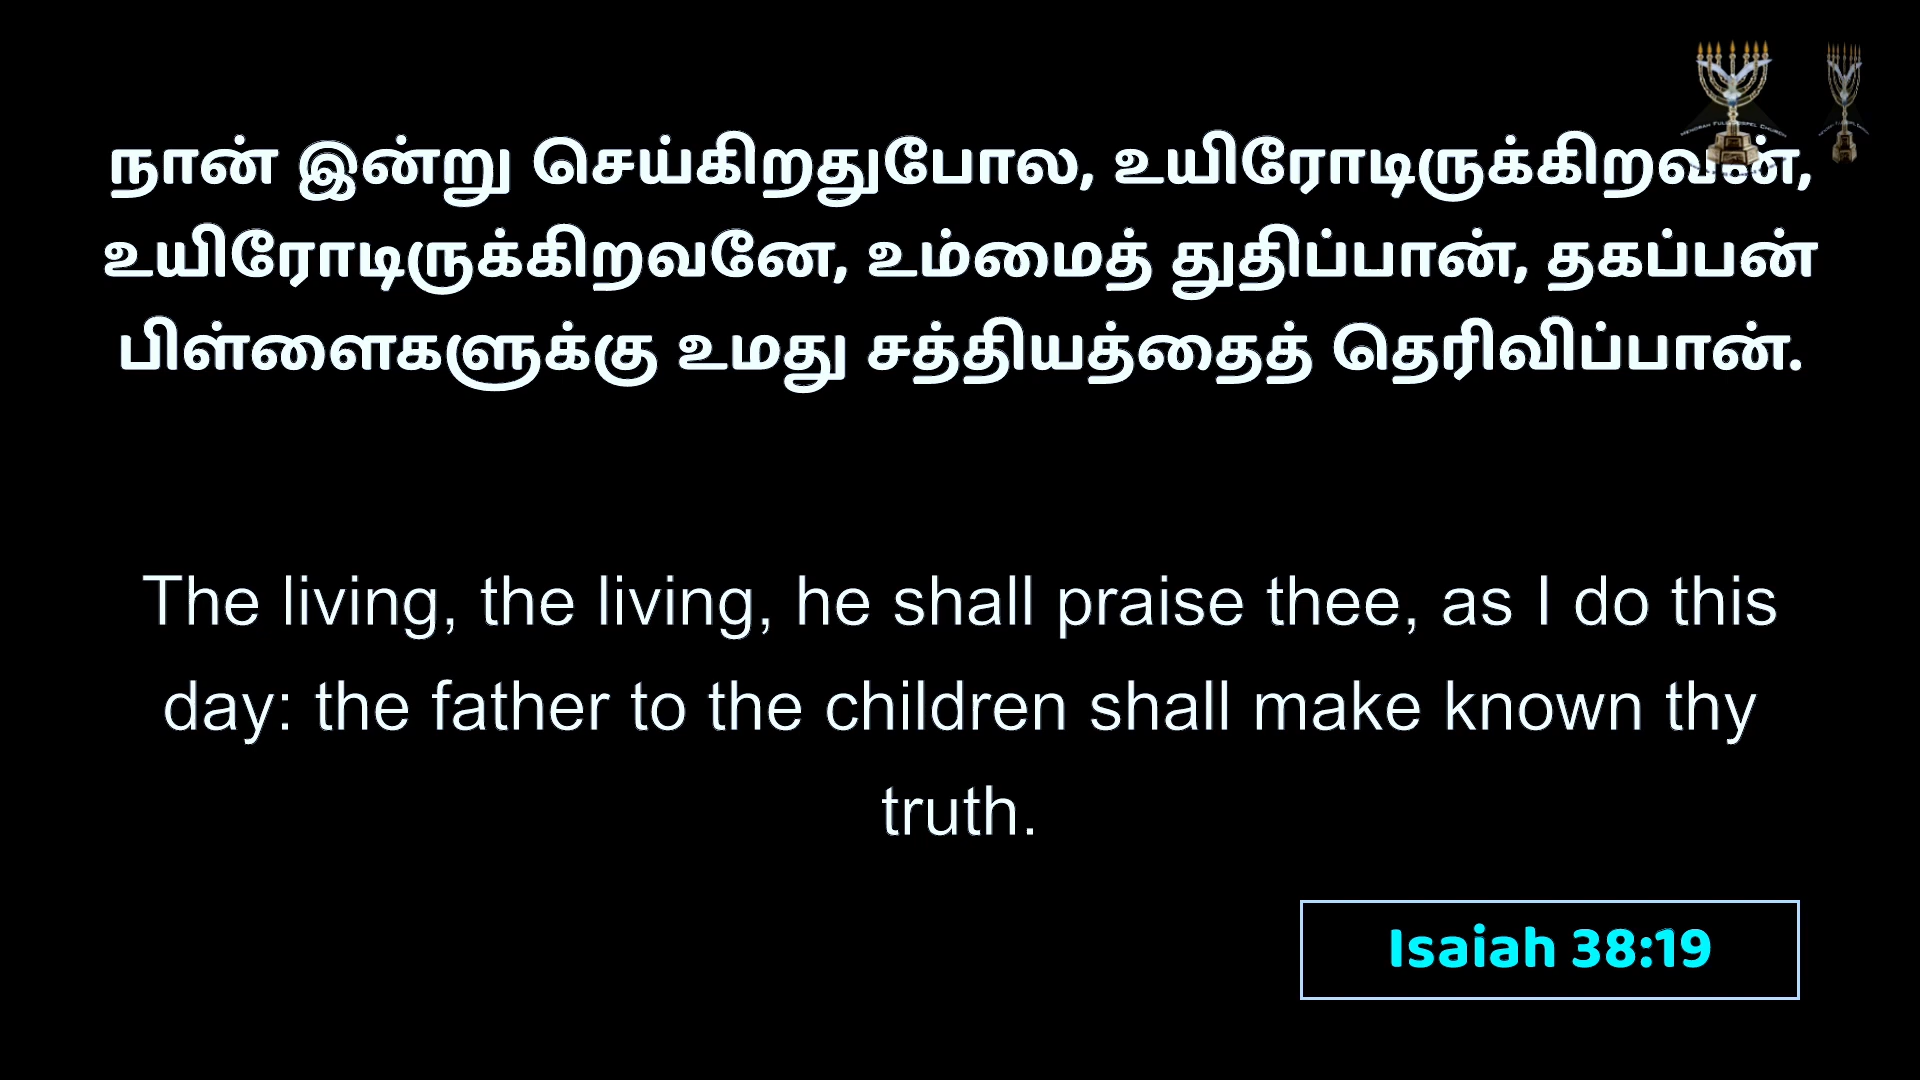 நான் இன்று செய்கிறதுபோல, உயிரோடிருக்கிறவன்,
உயிரோடிருக்கிறவனே, உம்மைத் துதிப்பான், தகப்பன்
பிள்ளைகளுக்கு உமது சத்தியத்தைத் தெரிவிப்பான்.
The living, the living, he shall praise thee, as I do this
day: the father to the children shall make known thy
truth.
Isaiah 38:19